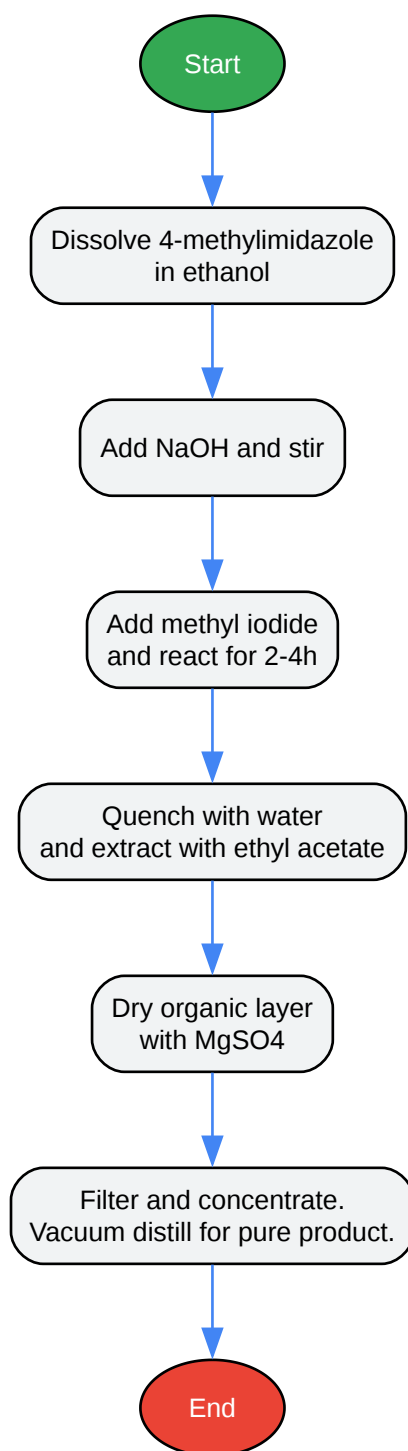 Start
Dissolve 4-methylimidazole
in ethanol
Add NaOH and stir
Add methyl iodide
and react for 2-4h
Quench with water
and extract with ethyl acetate
Dry organic layer
with MgSO4
Filter and concentrate.
Vacuum distill for pure product.
End